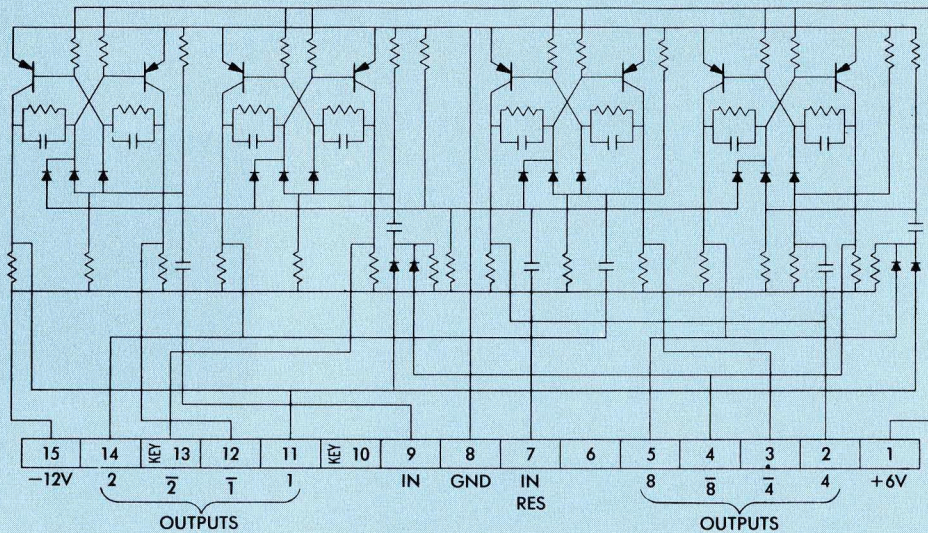 15 14 KEY 13 12 11 KEY 10 9 8 7 6 5 4 3 2 1
−12V 2 2̅ 1̅ 1 IN GND IN 8 8̅ 4̅ 4 +6V
RES
OUTPUTS OUTPUTS